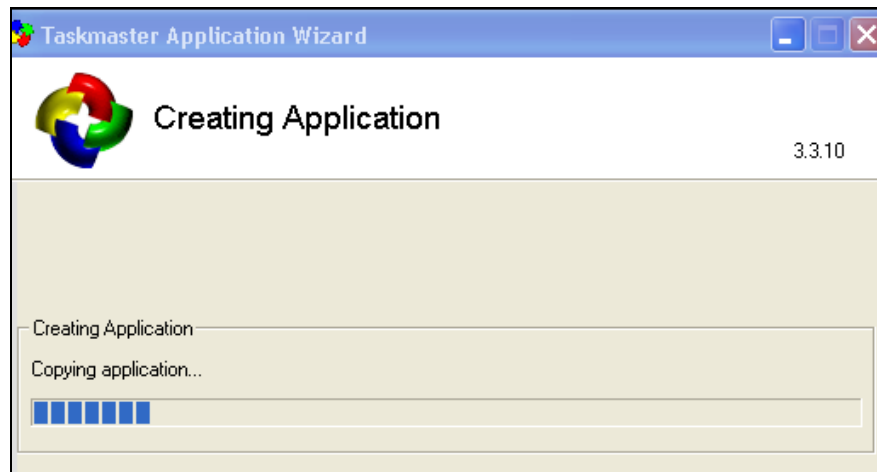 Taskmaster Application Wizard
Creating Application
3.3.10
Creating Application
Copying application...